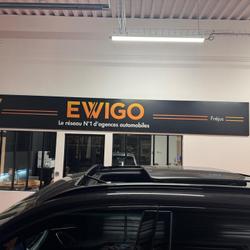 EWIGO
Le réseau N°1 d'agences automobiles
Fréjus